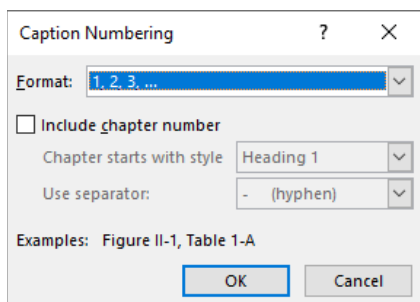 Caption Numbering ?
Format: 1, 2, 3, ...
Include chapter number
Chapter starts with style Heading 1
Use separator: - (hyphen)
Examples: Figure II-1, Table 1-A
OK Cancel